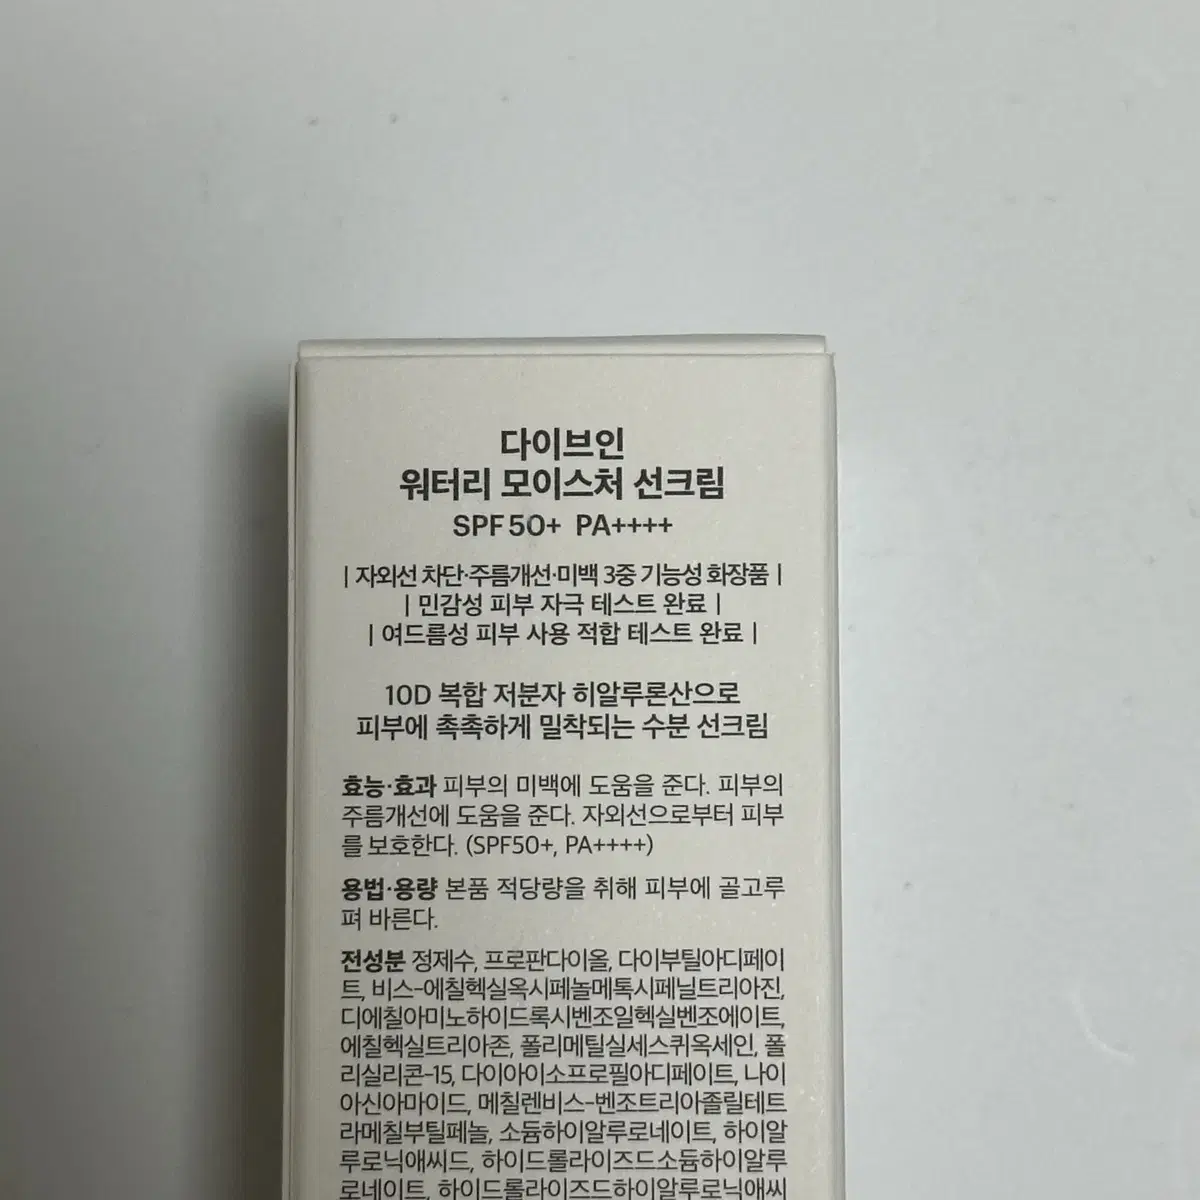 다이브인
워터리 모이스처 선크림
SPF50+ PA++++
| 자외선 차단·주름개선·미백 3중 기능성 화장품 |
| 민감성 피부 자극 테스트 완료 |
| 여드름성 피부 사용 적합 테스트 완료 |
10D 복합 저분자 히알루론산으로
피부에 촉촉하게 밀착되는 수분 선크림
효능·효과 피부의 미백에 도움을 준다. 피부의
주름개선에 도움을 준다. 자외선으로부터 피부
를 보호한다. (SPF50+, PA++++)
용법·용량 본품 적당량을 취해 피부에 골고루
펴 바른다.
전성분 정제수, 프로판다이올, 다이부틸아디페이
트, 비스-에칠헥실옥시페놀메톡시페닐트리아진,
디에칠아미노하이드록시벤조일헥실벤조에이트,
에칠헥실트리아존, 폴리메틸실세스퀴옥세인, 폴
리실리콘-15, 다이아이소프로필아디페이트, 나이
아신아마이드, 메칠렌비스-벤조트리아졸릴테트
라메칠부틸페놀, 소듐하이알루로네이트, 하이알
루로닉애씨드, 하이드롤라이즈드소듐하이알루
로네이트, 하이드롤라이즈드하이알루로닉애씨